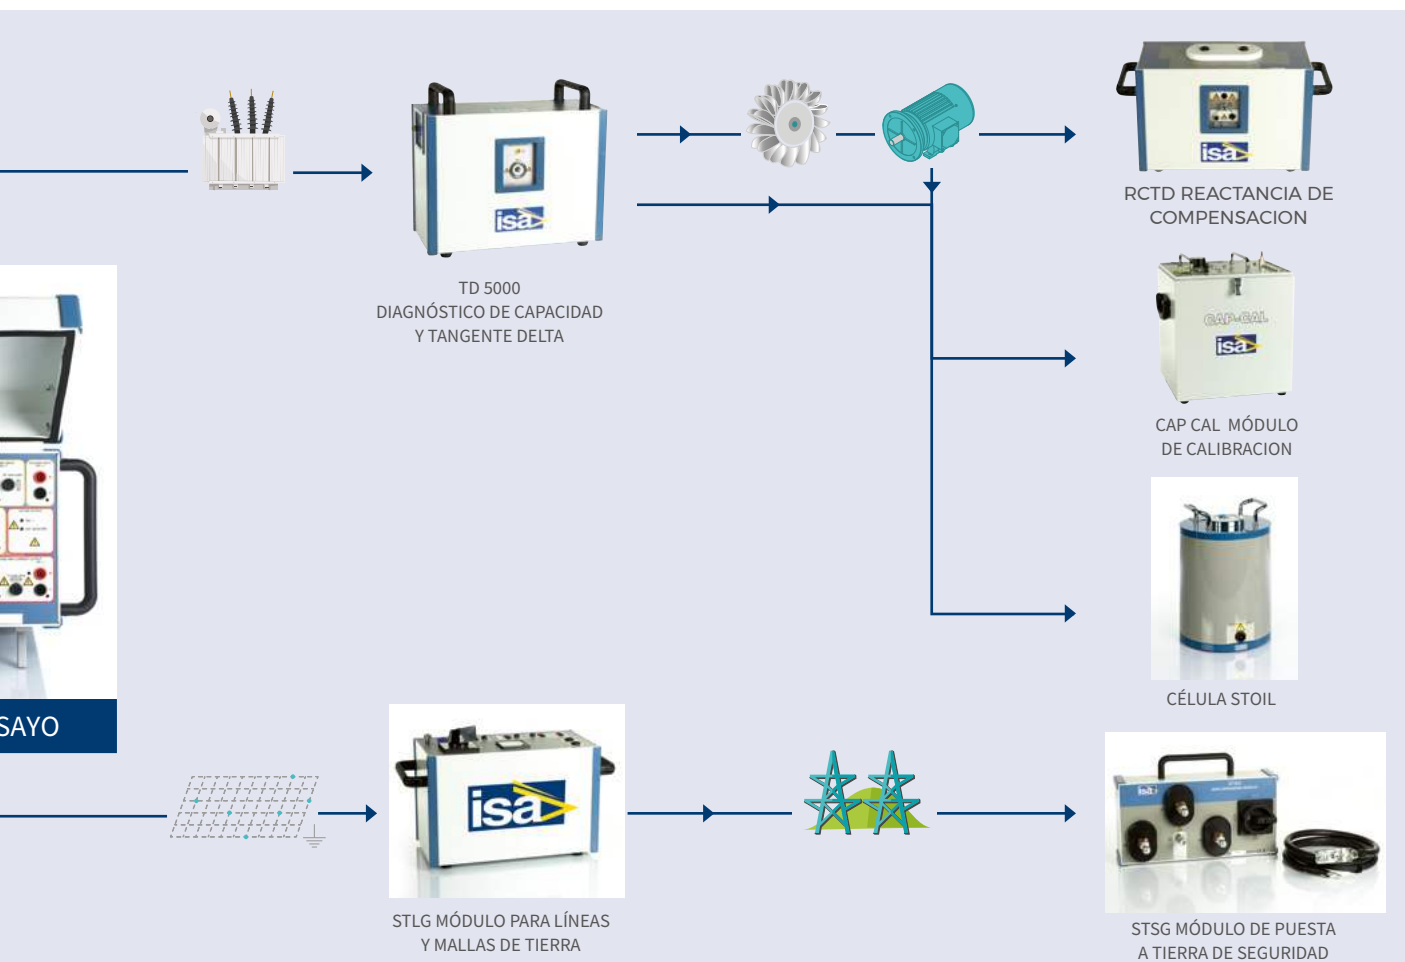 isa
RCTD REACTANCIA DE
COMPENSACION
isa
TD 5000
DIAGNÓSTICO DE CAPACIDAD
Y TANGENTE DELTA
CAP-CAL
isa
CAP CAL MÓDULO
DE CALIBRACION
CÉLULA STOIL
SAYO
isa
STLG MÓDULO PARA LÍNEAS
Y MALLAS DE TIERRA
isa
STSG MÓDULO DE PUESTA
A TIERRA DE SEGURIDAD